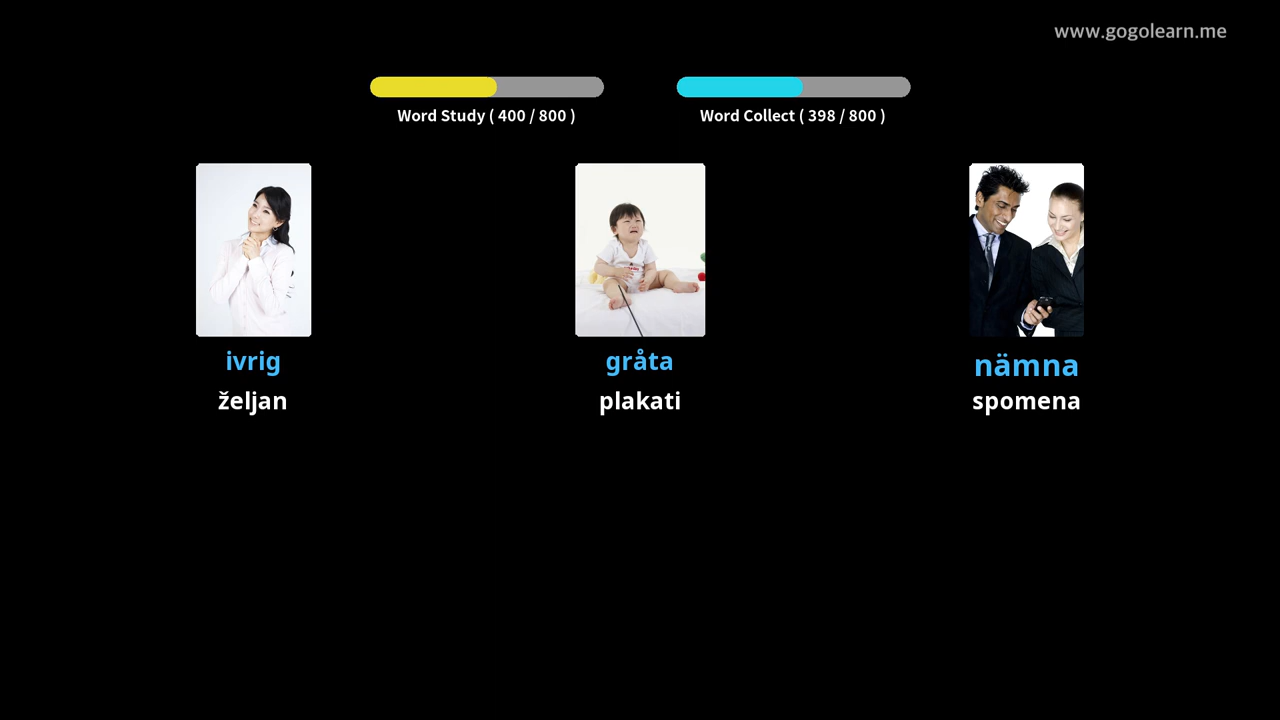 www.gogolearn.me
Word Study ( 400 / 800 )
Word Collect ( 398 / 800 )
ivrig
željan
gråta
plakati
nämna
spomena